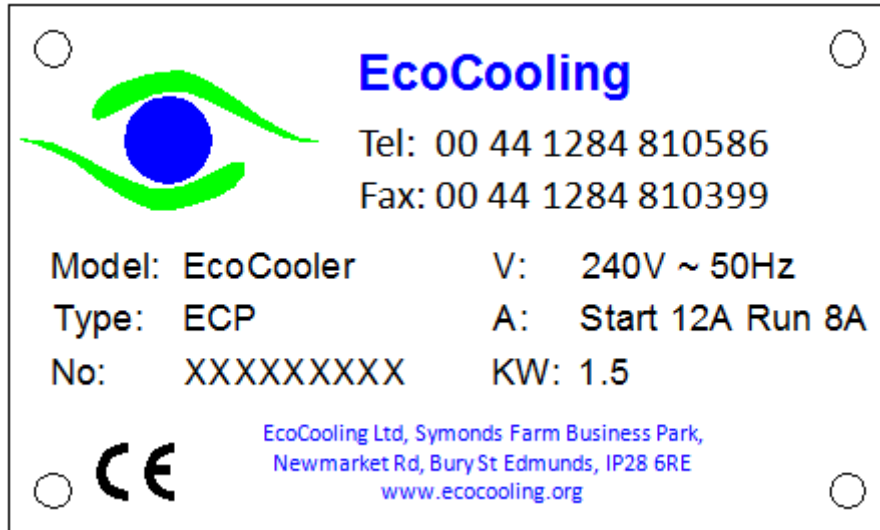 EcoCooling
Tel: 00 44 1284 810586
Fax: 00 44 1284 810399
Model: EcoCooler V: 240V ~ 50Hz
Type: ECP A: Start 12A Run 8A
No: XXXXXXXXX KW: 1.5
EcoCooling Ltd, Symonds Farm Business Park,
Newmarket Rd, Bury St Edmunds, IP28 6RE
www.ecocooling.org
CE